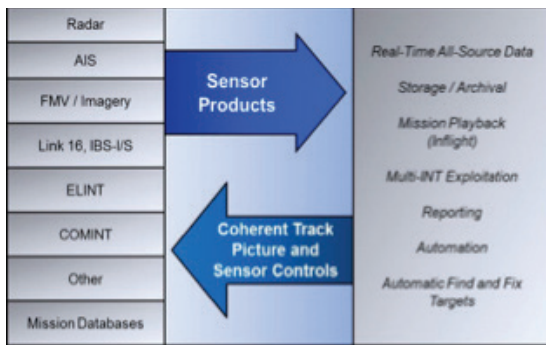 Radar
AIS
FMV / Imagery
Link 16, IBS-I/S
ELINT
COMINT
Other
Mission Databases
Sensor
Products
Coherent Track
Picture and
Sensor Controls
Real-Time All-Source Data
Storage / Archival
Mission Playback
(Inflight)
Multi-INT Exploitation
Reporting
Automation
Automatic Find and Fix
Targets